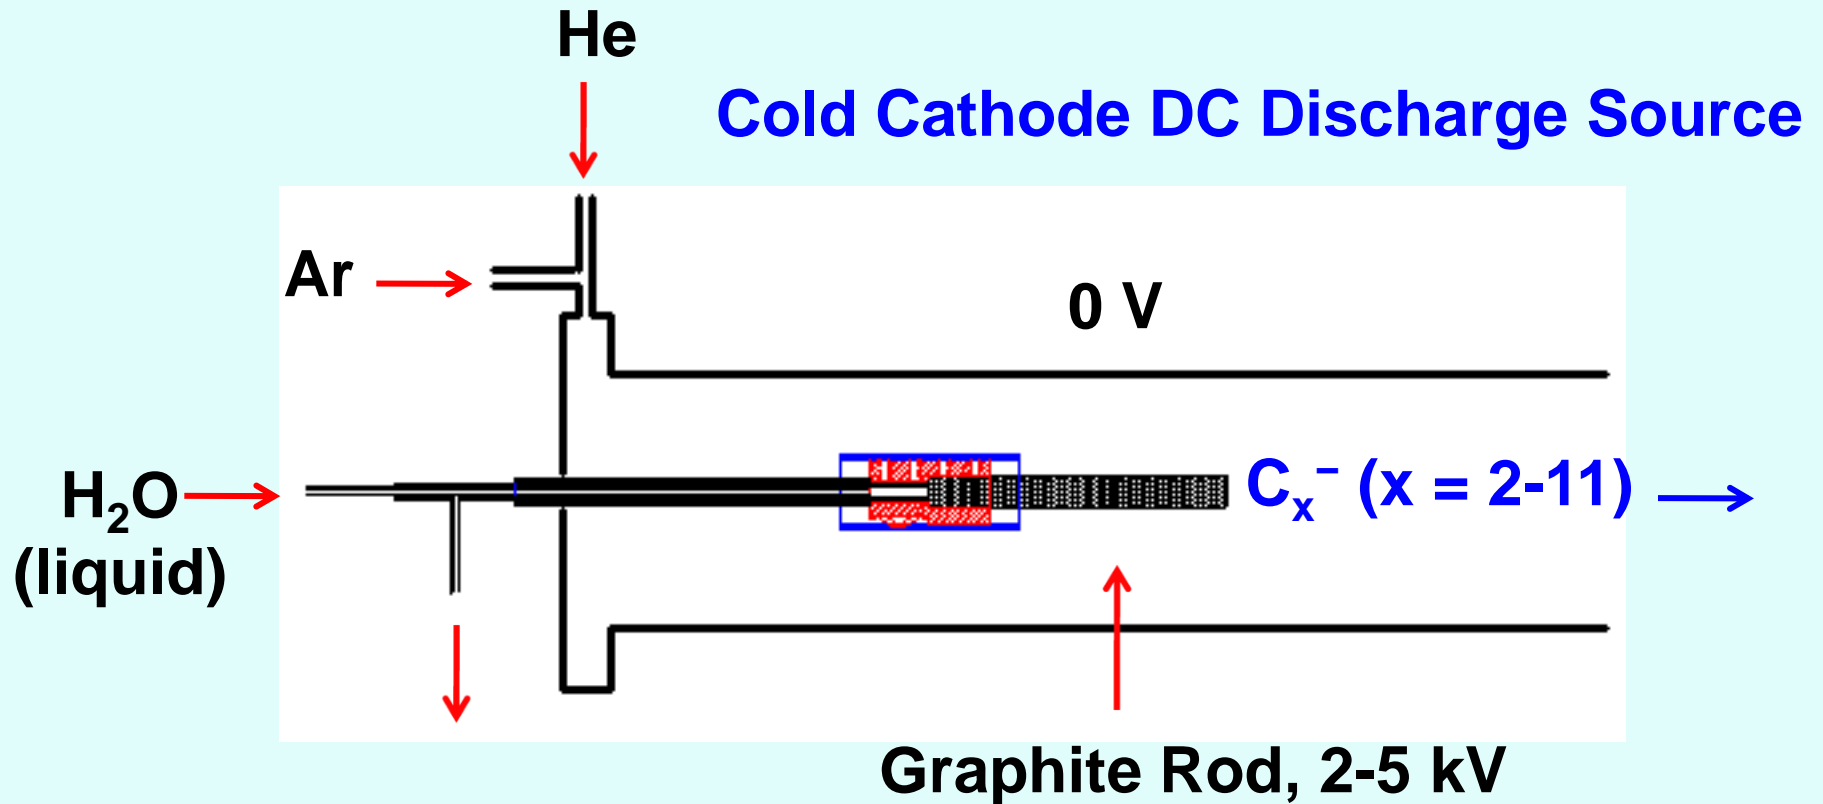 He
Cold Cathode DC Discharge Source
Ar
0 V
H₂O
(liquid)
Cₓ⁻ (x = 2-11)
Graphite Rod, 2-5 kV